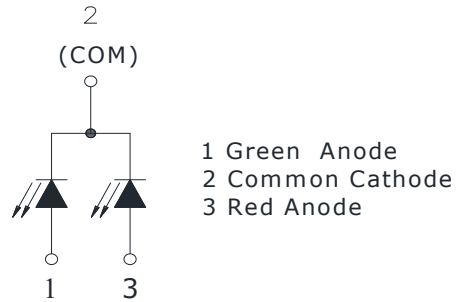 2
(COM)
1 Green Anode
2 Common Cathode
3 Red Anode
1 3